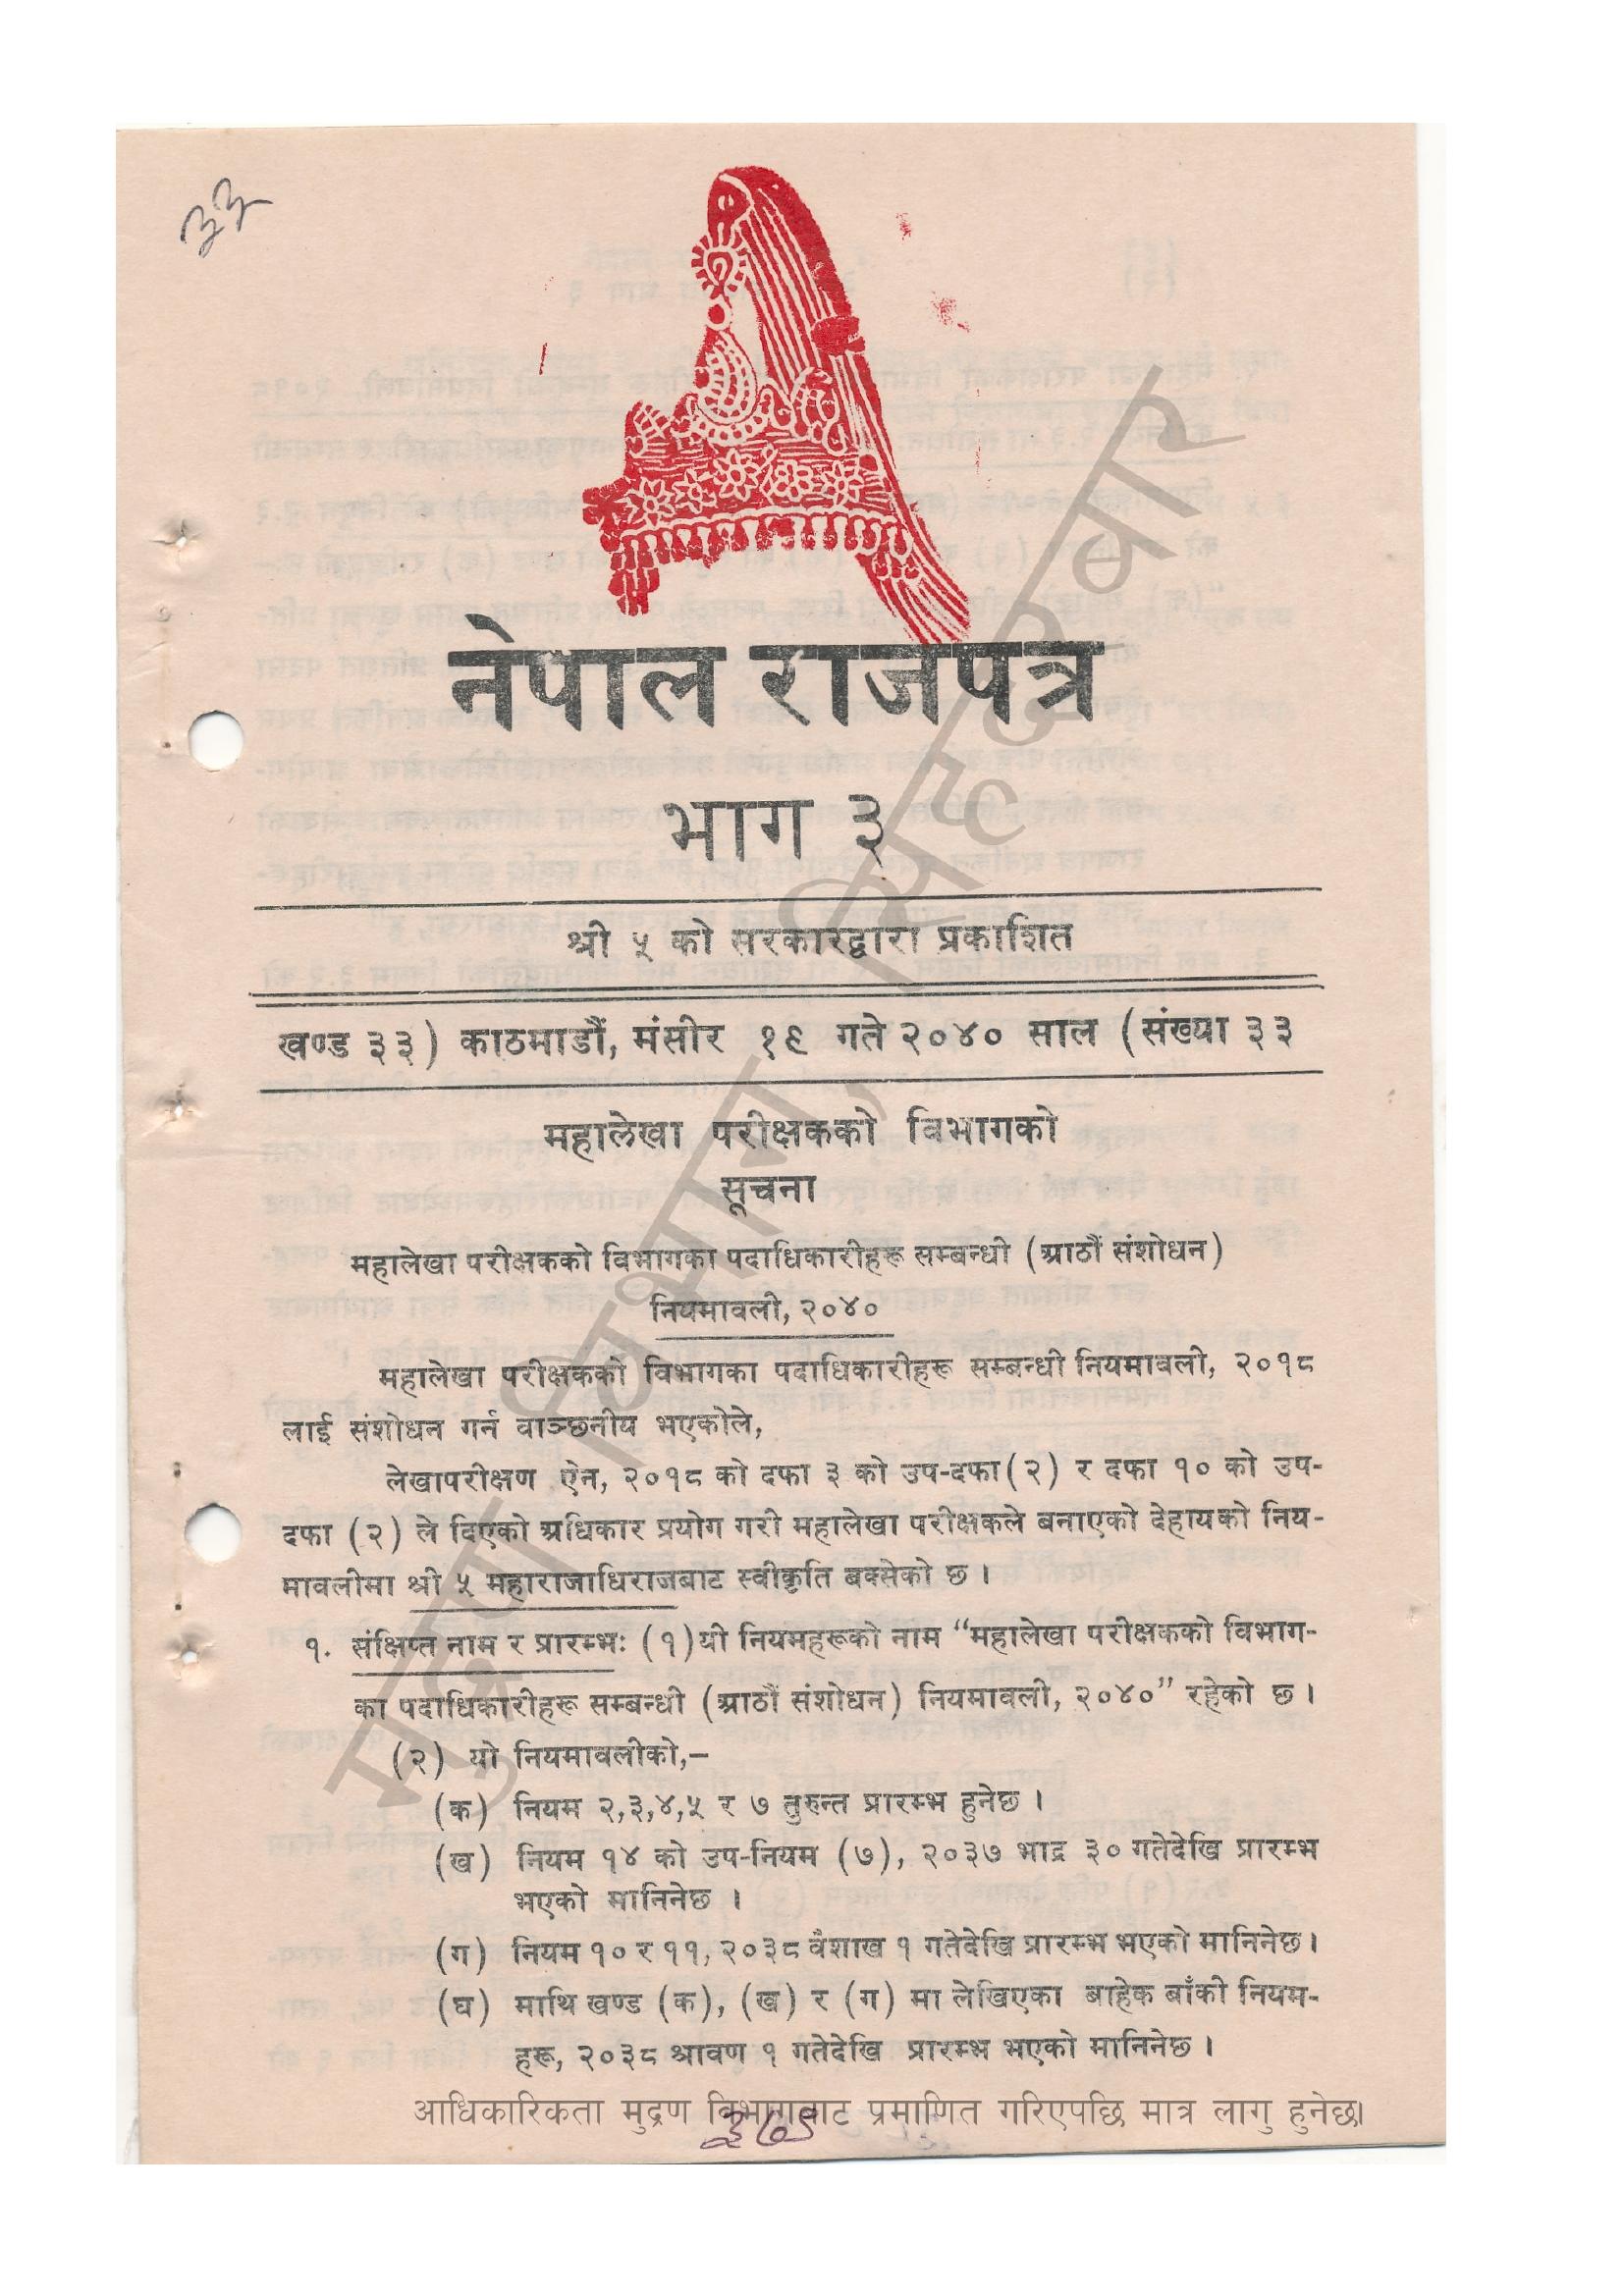 ३३
नेपाल राजपत्र
भाग ३
श्री ५ को सरकारद्वारा प्रकाशित
खण्ड ३३) काठमाडौं, मंसीर १९ गते २०४० साल (संख्या ३३
महालेखा परीक्षकको विभागको
सूचना
महालेखा परीक्षकको विभागका पदाधिकारीहरू सम्बन्धी (आठौं संशोधन)
नियमावली, २०४०
महालेखा परीक्षकको विभागका पदाधिकारीहरू सम्बन्धी नियमावली, २०१८
लाई संशोधन गर्न वाञ्छनीय भएकोले,
लेखापरीक्षण ऐन, २०१८ को दफा ३ को उप-दफा(२) र दफा १० को उप-
दफा (२) ले दिएको अधिकार प्रयोग गरी महालेखा परीक्षकले बनाएको देहायको निय-
मावलीमा श्री ५ महाराजाधिराजबाट स्वीकृति बक्सेको छ ।
१. संक्षिप्त नाम र प्रारम्भः (१)यी नियमहरूको नाम “महालेखा परीक्षकको विभाग-
का पदाधिकारीहरू सम्बन्धी (आठौं संशोधन) नियमावली, २०४०” रहेको छ ।
(२) यो नियमावलीको,–
(क) नियम २,३,४,५ र ७ तुरुन्त प्रारम्भ हुनेछ ।
(ख) नियम १४ को उप-नियम (७), २०३७ भाद्र ३० गतेदेखि प्रारम्भ
भएको मानिनेछ ।
(ग) नियम १० र ११, २०३८ वैशाख १ गतेदेखि प्रारम्भ भएको मानिनेछ ।
(घ) माथि खण्ड (क), (ख) र (ग) मा लेखिएका बाहेक बाँकी नियम-
हरू, २०३८ श्रावण १ गतेदेखि प्रारम्भ भएको मानिनेछ ।
आधिकारिकता मुद्रण विभागबाट प्रमाणित गरिएपछि मात्र लागु हुनेछ।
मुद्रण विभाग, सिंहदरबार